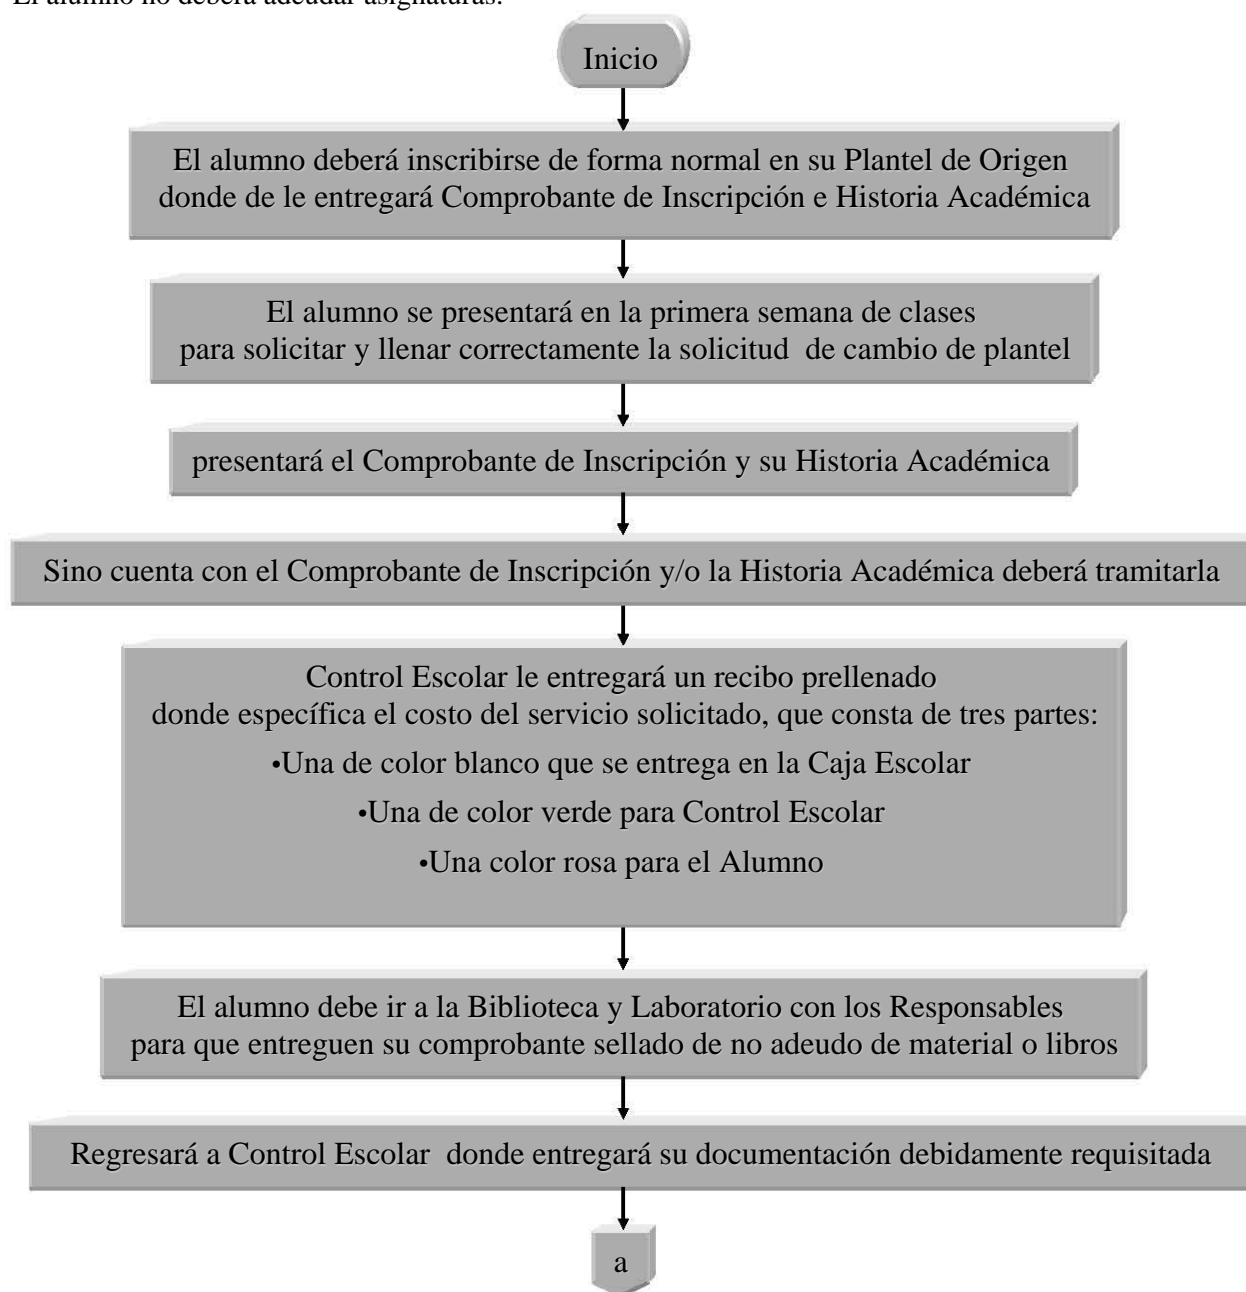 El alumno no deberá adeudar asignaturas.
Inicio
El alumno deberá inscribirse de forma normal en su Plantel de Origen
donde de le entregará Comprobante de Inscripción e Historia Académica
El alumno se presentará en la primera semana de clases
para solicitar y llenar correctamente la solicitud de cambio de plantel
presentará el Comprobante de Inscripción y su Historia Académica
Sino cuenta con el Comprobante de Inscripción y/o la Historia Académica deberá tramitarla
Control Escolar le entregará un recibo prellenado
donde específica el costo del servicio solicitado, que consta de tres partes:
•Una de color blanco que se entrega en la Caja Escolar
•Una de color verde para Control Escolar
•Una color rosa para el Alumno
El alumno debe ir a la Biblioteca y Laboratorio con los Responsables
para que entreguen su comprobante sellado de no adeudo de material o libros
Regresará a Control Escolar donde entregará su documentación debidamente requisitada
a